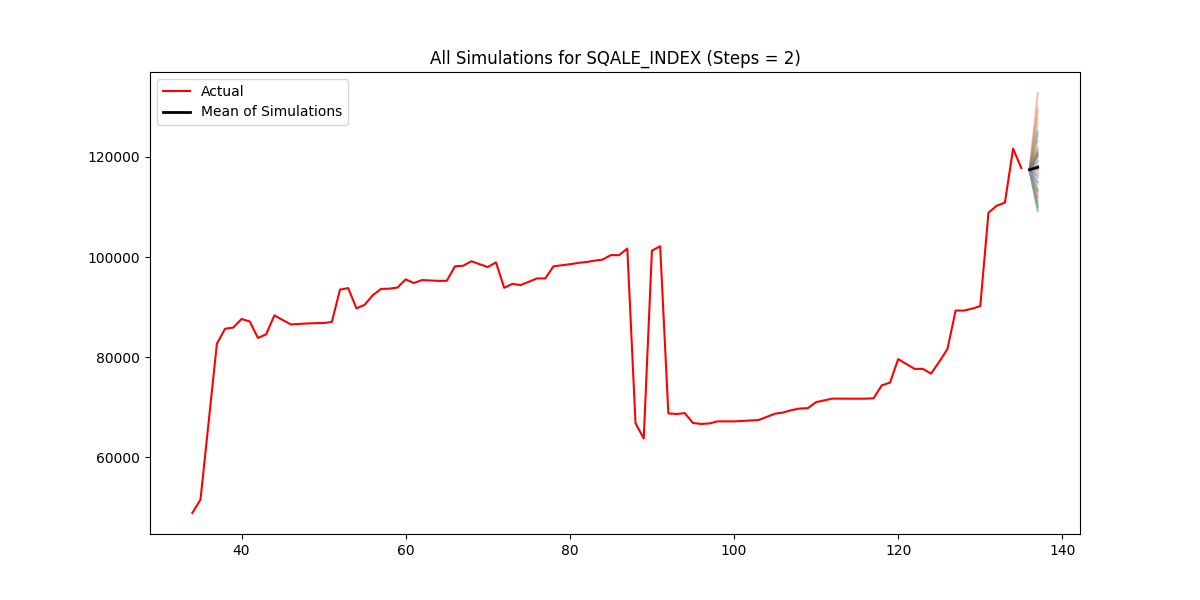 All Simulations for SQALE_INDEX (Steps = 2)
Actual
Mean of Simulations
120000
100000
80000
60000
40 60 80 100 120 140